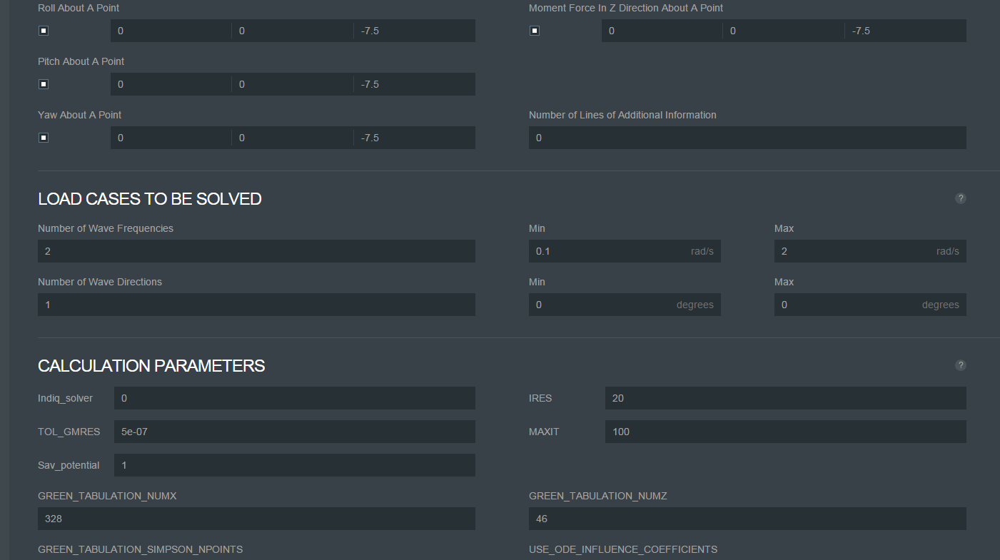 Roll About A Point Moment Force In Z Direction About A Point
0 0 -7.5 0 0 -7.5
Pitch About A Point
0 0 -7.5
Yaw About A Point Number of Lines of Additional Information
0 0 -7.5 0
LOAD CASES TO BE SOLVED ?
Number of Wave Frequencies Min Max
2 0.1 rad/s 2 rad/s
Number of Wave Directions Min Max
1 0 degrees 0 degrees
CALCULATION PARAMETERS ?
Indiq_solver 0 IRES 20
TOL_GMRES 5e-07 MAXIT 100
Sav_potential 1
GREEN_TABULATION_NUMX GREEN_TABULATION_NUMZ
328 46
GREEN_TABULATION_SIMPSON_NPOINTS USE_ODE_INFLUENCE_COEFFICIENTS